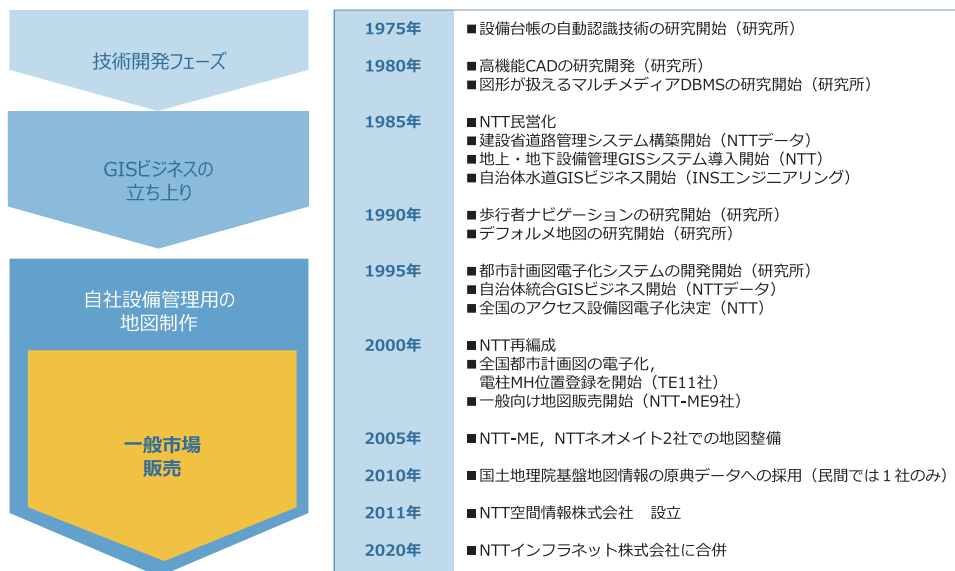 技術開発フェーズ
GISビジネスの
立ち上り
自社設備管理用の
地図制作
一般市場
販売
1975年
■設備台帳の自動認識技術の研究開始（研究所）
1980年
■高機能CADの研究開発（研究所）
■図形が扱えるマルチメディアDBMSの研究開始（研究所）
1985年
■NTT民営化
■建設省道路管理システム構築開始（NTTデータ）
■地上・地下設備管理GISシステム導入開始（NTT）
■自治体水道GISビジネス開始（INSエンジニアリング）
1990年
■歩行者ナビゲーションの研究開始（研究所）
■デフォルメ地図の研究開始（研究所）
1995年
■都市計画図電子化システムの開発開始（研究所）
■自治体統合GISビジネス開始（NTTデータ）
■全国のアクセス設備図電子化決定（NTT）
2000年
■NTT再編成
■全国都市計画図の電子化，
電柱MH位置登録を開始（TE11社）
■一般向け地図販売開始（NTT-ME9社）
2005年
■NTT-ME，NTTネオメイト2社での地図整備
2010年
■国土地理院基盤地図情報の原典データへの採用（民間では１社のみ）
2011年
■NTT空間情報株式会社　設立
2020年
■NTTインフラネット株式会社に合併